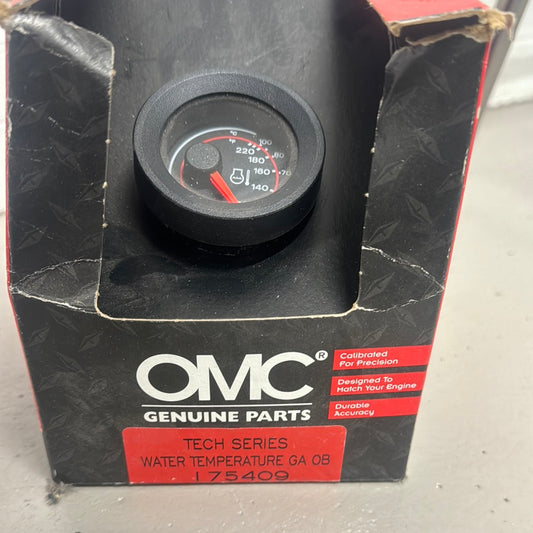 °C
°F
100
220
80
180
160
70
140
OMC®
GENUINE PARTS
Calibrated
For Precision
Designed To
Match Your Engine
Durable
Accuracy
TECH SERIES
WATER TEMPERATURE GA OB
175409